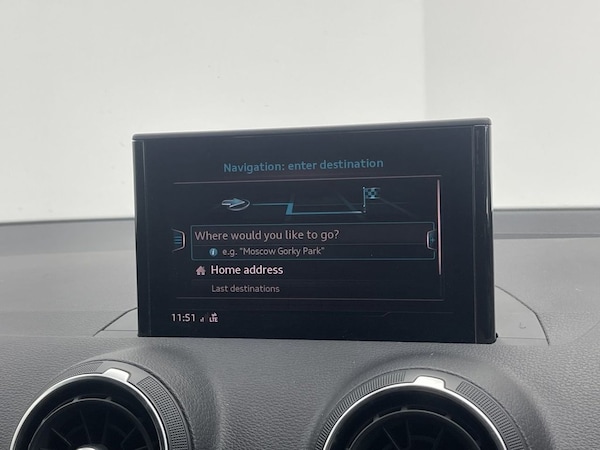 Navigation: enter destination
Where would you like to go?
e.g. "Moscow Gorky Park"
Home address
Last destinations
11:51 LTE